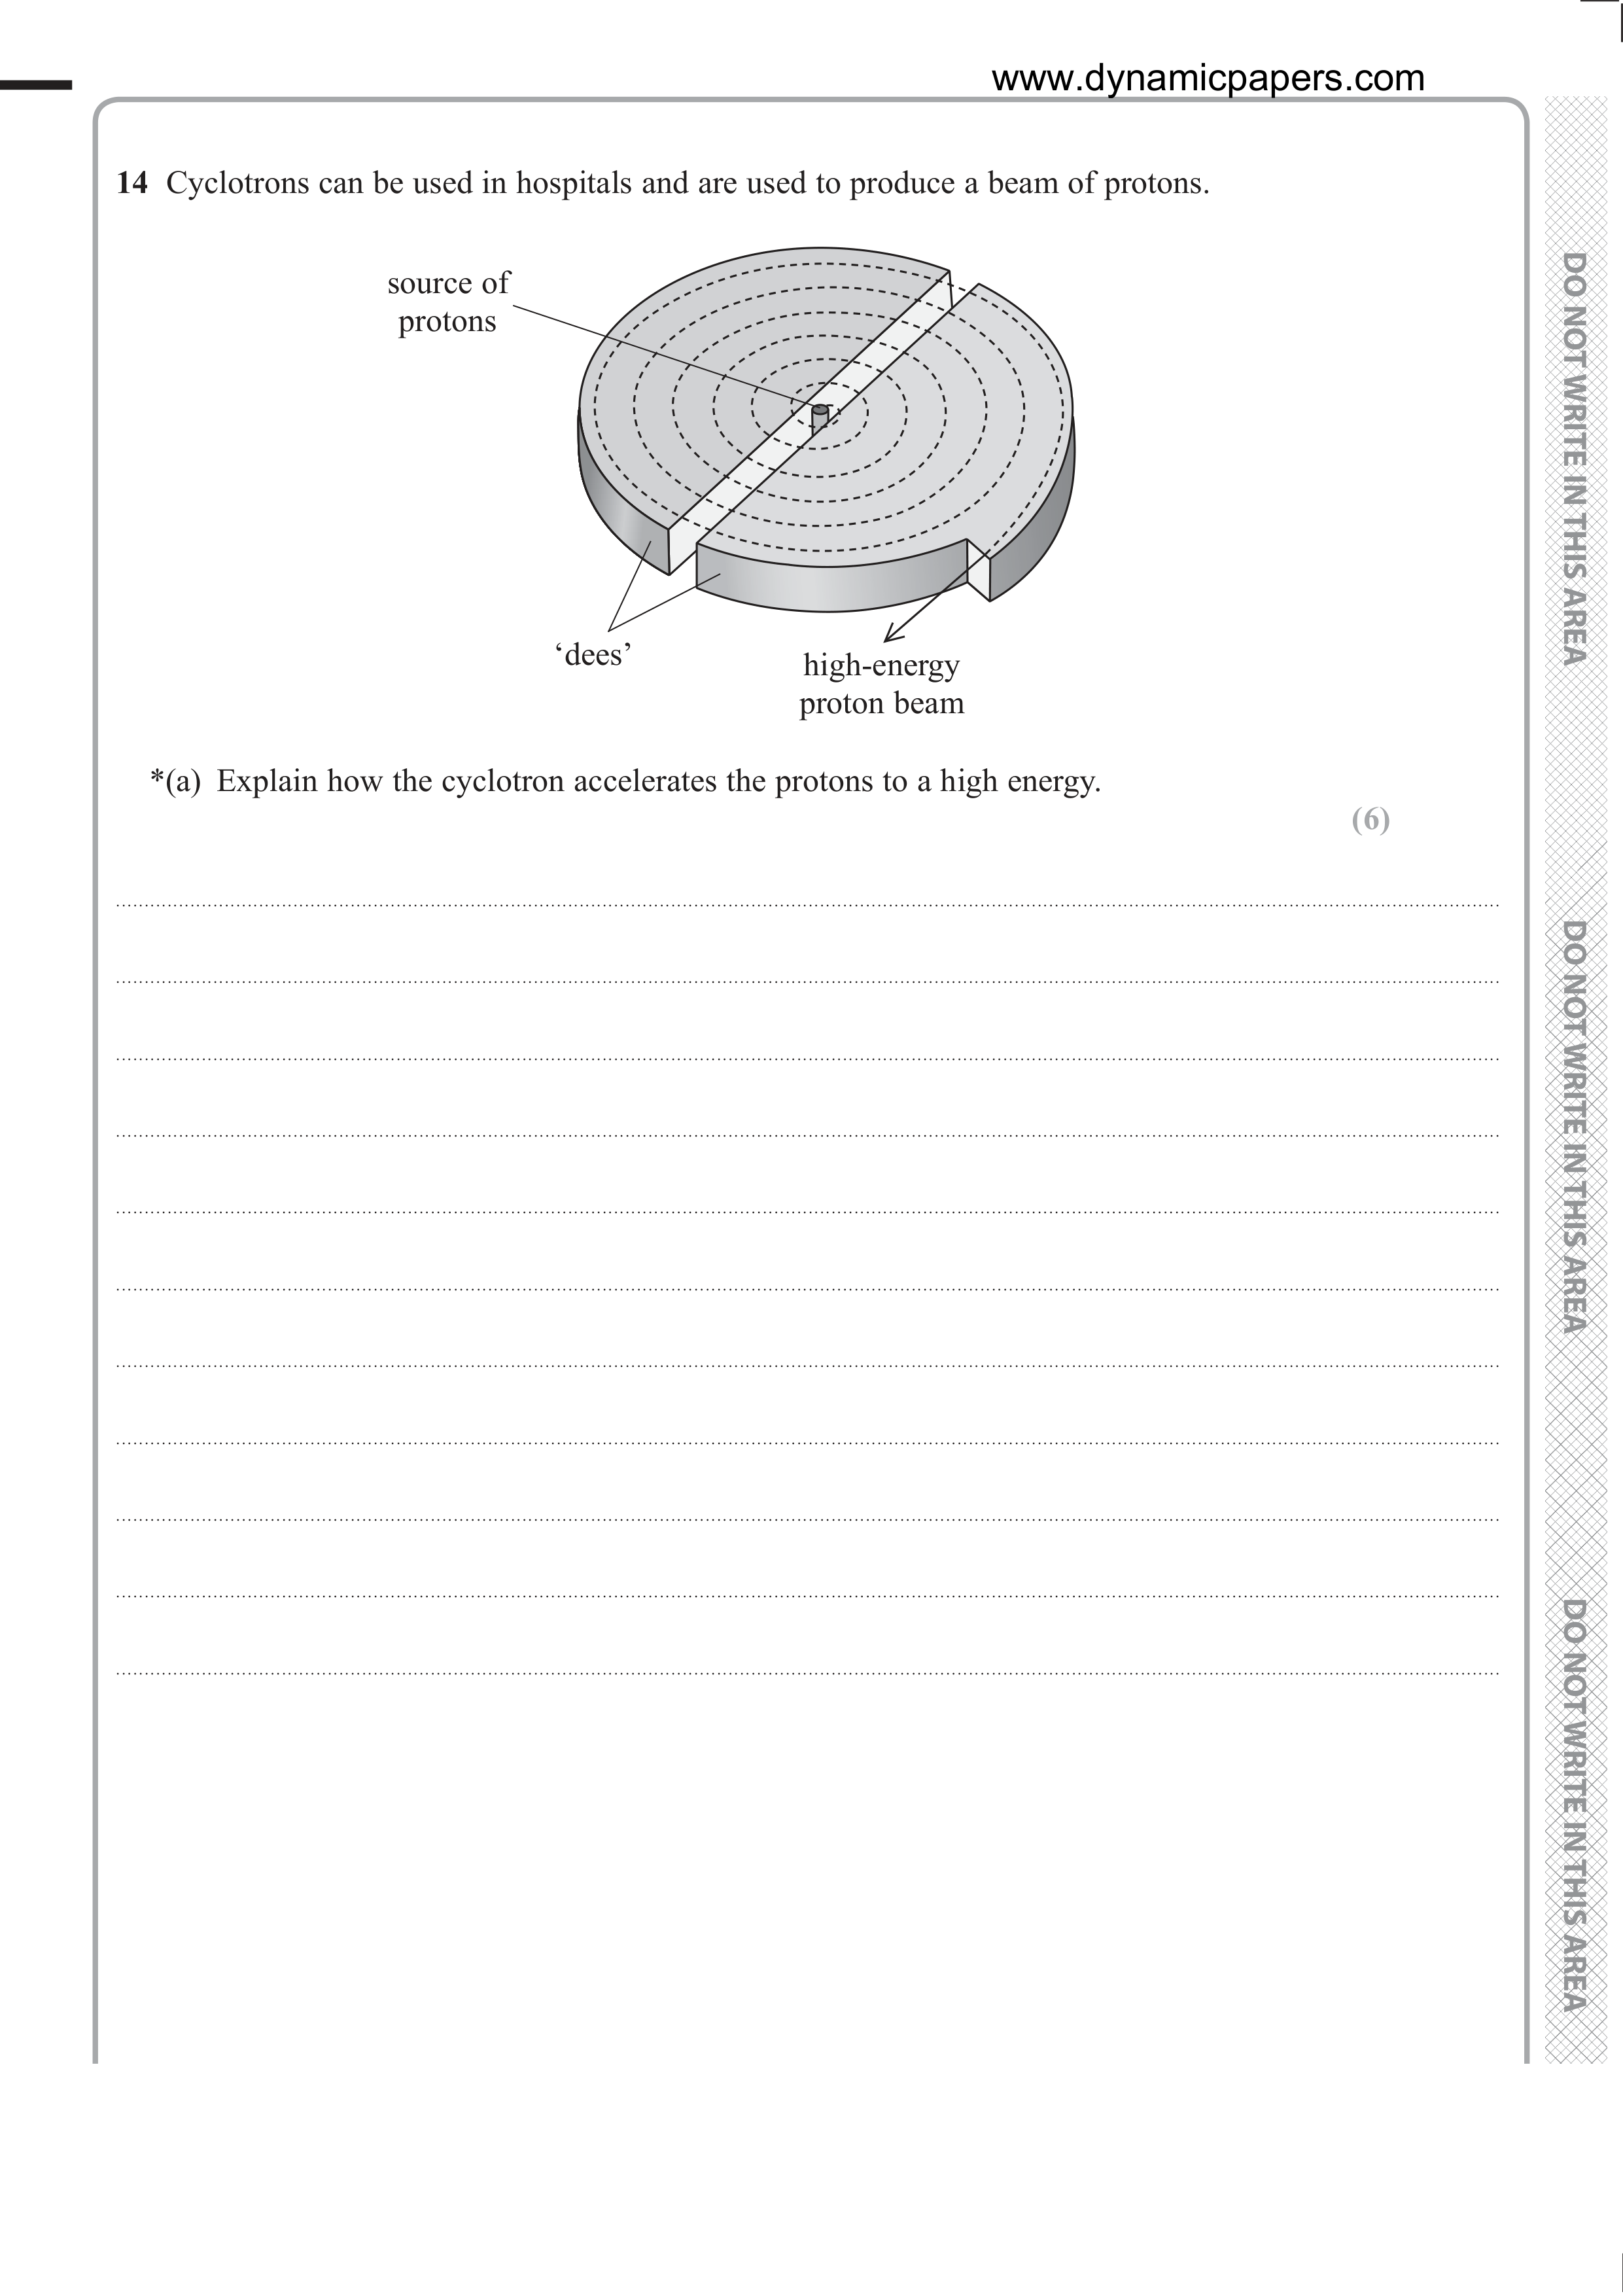 www.dynamicpapers.com
14 Cyclotrons can be used in hospitals and are used to produce a beam of protons.
source of
protons
‘dees’
high-energy
proton beam
*(a) Explain how the cyclotron accelerates the protons to a high energy.
(6)
DO NOT WRITE IN THIS AREA
DO NOT WRITE IN THIS AREA
DO NOT WRITE IN THIS AREA